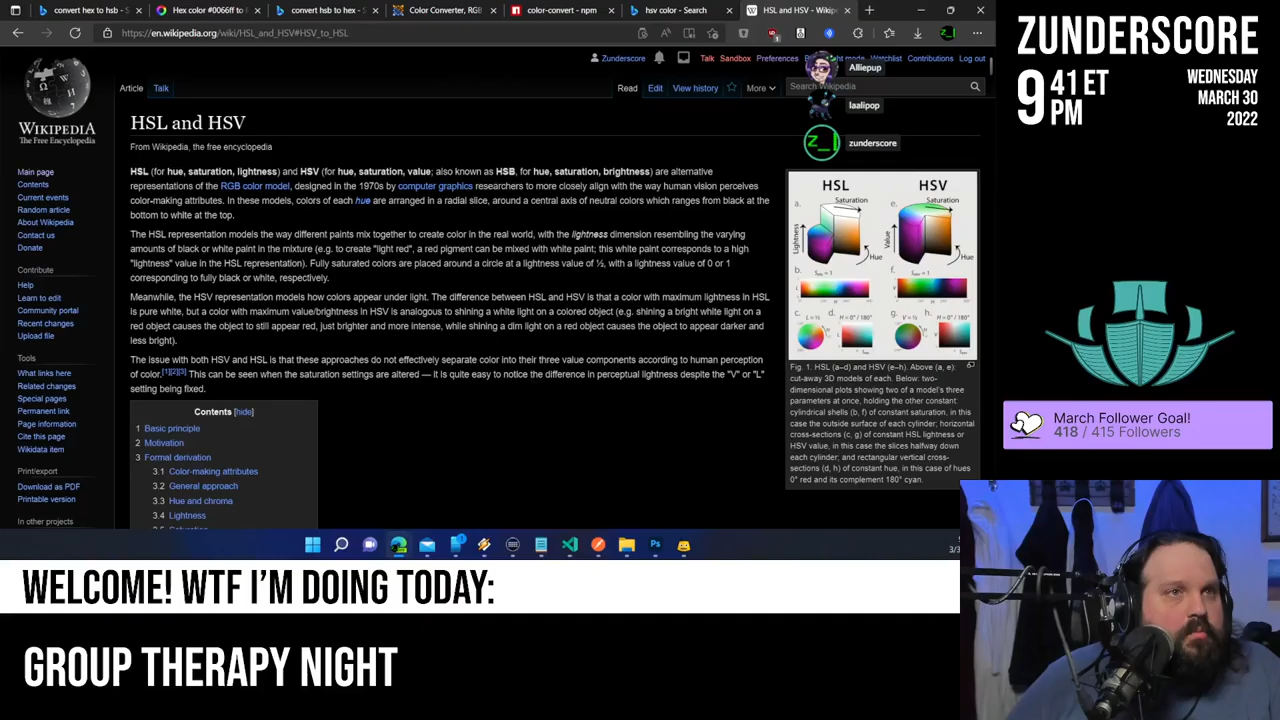 convert hex to hsb - S
Hex color #0066ff to
convert hsb to hex - S
Color Converter, RGB
color-convert - npm
hsv color - Search
HSL and HSV - Wikip
https://en.wikipedia.org/wiki/HSL_and_HSV#HSV_to_HSL
Zunderscore
Talk
Sandbox
Preferences
Watchlist
Contributions
Log out
Article
Talk
Read
Edit
View history
More
Search Wikipedia
Alliepup
laalipop
zunderscore
WIKIPEDIA
The Free Encyclopedia
Main page
Contents
Current events
Random article
About Wikipedia
Contact us
Donate
Contribute
Help
Learn to edit
Community portal
Recent changes
Upload file
Tools
What links here
Related changes
Special pages
Permanent link
Page information
Cite this page
Wikidata item
Print/export
Download as PDF
Printable version
In other projects
HSL and HSV
From Wikipedia, the free encyclopedia
HSL (for hue, saturation, lightness) and HSV (for hue, saturation, value; also known as HSB, for hue, saturation, brightness) are alternative
representations of the RGB color model, designed in the 1970s by computer graphics researchers to more closely align with the way human vision perceives
color-making attributes. In these models, colors of each hue are arranged in a radial slice, around a central axis of neutral colors which ranges from black at the
bottom to white at the top.
The HSL representation models the way different paints mix together to create color in the real world, with the lightness dimension resembling the varying
amounts of black or white paint in the mixture (e.g. to create "light red", a red pigment can be mixed with white paint; this white paint corresponds to a high
"lightness" value in the HSL representation). Fully saturated colors are placed around a circle at a lightness value of ½, with a lightness value of 0 or 1
corresponding to fully black or white, respectively.
Meanwhile, the HSV representation models how colors appear under light. The difference between HSL and HSV is that a color with maximum lightness in HSL
is pure white, but a color with maximum value/brightness in HSV is analogous to shining a white light on a colored object (e.g. shining a bright white light on a
red object causes the object to still appear red, just brighter and more intense, while shining a dim light on a red object causes the object to appear darker and
less bright).
The issue with both HSV and HSL is that these approaches do not effectively separate color into their three value components according to human perception
of color.[1][2][3] This can be seen when the saturation settings are altered — it is quite easy to notice the difference in perceptual lightness despite the "V" or "L"
setting being fixed.
Contents [hide]
1 Basic principle
2 Motivation
3 Formal derivation
3.1 Color-making attributes
3.2 General approach
3.3 Hue and chroma
3.4 Lightness
HSL
HSV
a.
Saturation
Lightness
Hue
e.
Saturation
Value
Hue
b.
f.
c.
L = ½
d.
H = 0° / 180°
g.
V = ½
h.
H = 0° / 180°
Fig. 1. HSL (a–d) and HSV (e–h). Above (a, e):
cut-away 3D models of each. Below: two-
dimensional plots showing two of a model's three
parameters at once, holding the other constant:
cylindrical shells (b, f) of constant saturation, in this
case the outside surface of each cylinder; horizontal
cross-sections (c, g) of constant HSL lightness or
HSV value, in this case the slices halfway down
each cylinder; and rectangular vertical cross-
sections (d, h) of constant hue, in this case of hues
0° red and its complement 180° cyan.
ZUNDERSCORE
9 41 ET
PM
WEDNESDAY
MARCH 30
2022
March Follower Goal!
418 / 415 Followers
WELCOME! WTF I'M DOING TODAY:
GROUP THERAPY NIGHT